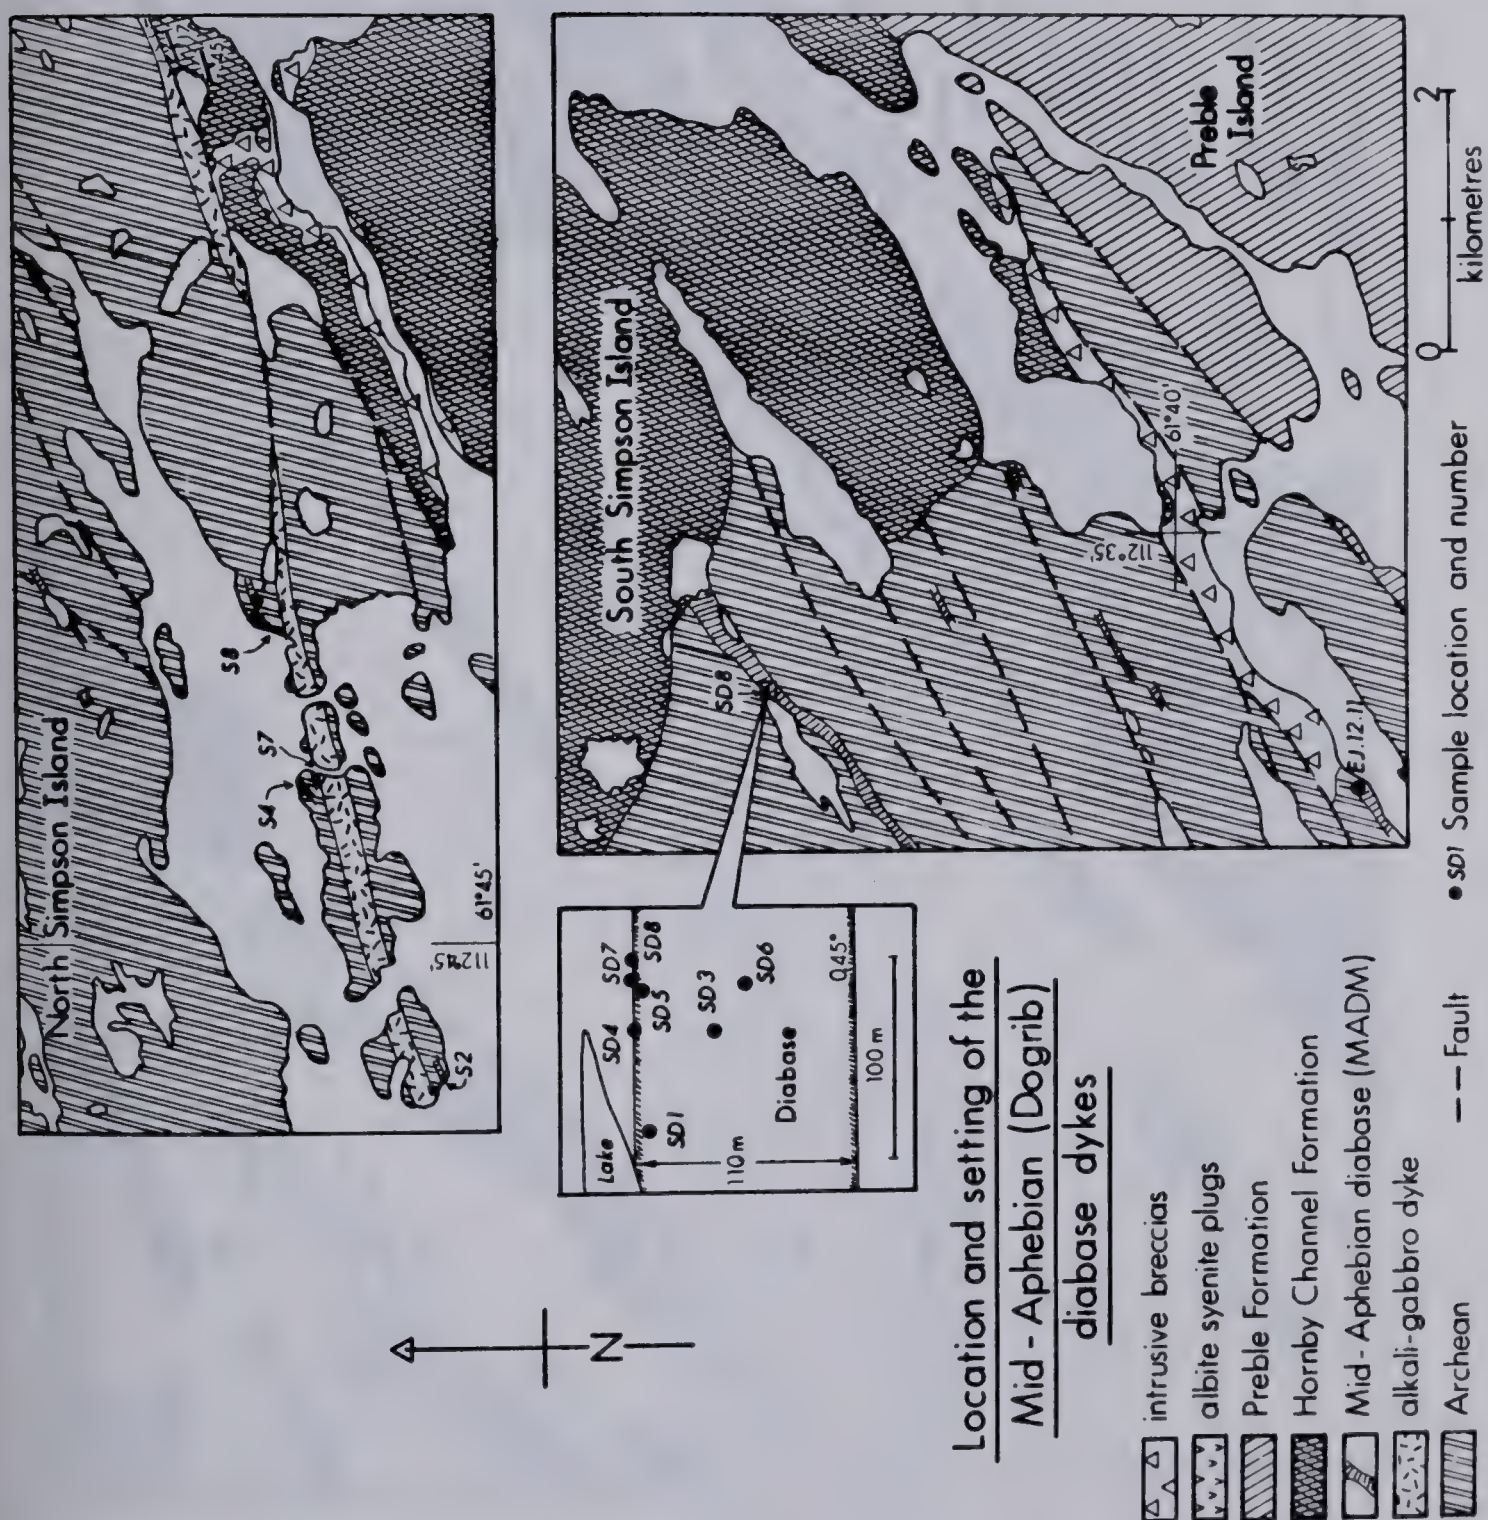 North
Simpson Island
S8
S7
S4
S2
112°45'
61°45'
17
45
South Simpson Island
Preble
Island
SD8
112°35'
61°40'
E.J.12.11
Lake
SD4
SD7
SD5
SD8
SD1
SD3
SD6
110m
Diabase
045°
100 m
N
Location and setting of the
Mid - Aphebian (Dogrib)
diabase dykes
intrusive breccias
albite syenite plugs
Preble Formation
Hornby Channel Formation
Mid - Aphebian diabase (MADM)
alkali-gabbro dyke
Archean
Fault
SD1 Sample location and number
0 2
kilometres